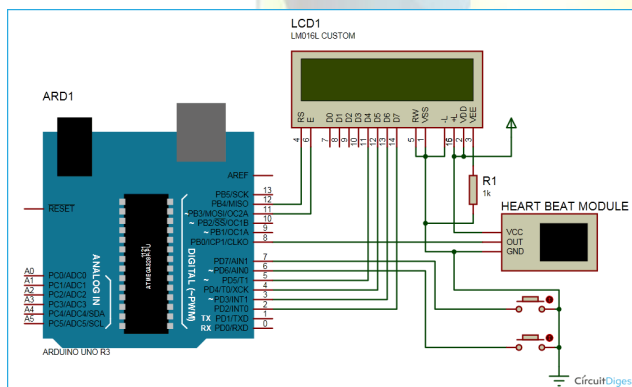 LCD1
LM016L CUSTOM
RS
E
D0
D1
D2
D3
D4
D5
D6
D7
RW
VSS
-L
+L
VDD
VEE
4
6
7
8
9
10
11
12
13
14
5
1
16
2
3
ARD1
RESET
AREF
PB5/SCK 13
PB4/MISO 12
~PB3/MOSI/OC2A 11
~ PB2/SS/OC1B 10
~ PB1/OC1A 9
PB0/ICP1/CLKO 8
PD7/AIN1 7
~ PD6/AIN0 6
~ PD5/T1 5
PD4/T0/XCK 4
~ PD3/INT1 3
PD2/INT0 2
TX PD1/TXD 1
RX PD0/RXD 0
DIGITAL (~PWM)
ANALOG IN
A0 PC0/ADC0
A1 PC1/ADC1
A2 PC2/ADC2
A3 PC3/ADC3
A4 PC4/ADC4/SDA
A5 PC5/ADC5/SCL
ARDUINO UNO R3
R1
1k
HEART BEAT MODULE
VCC
OUT
GND
CircuitDiges